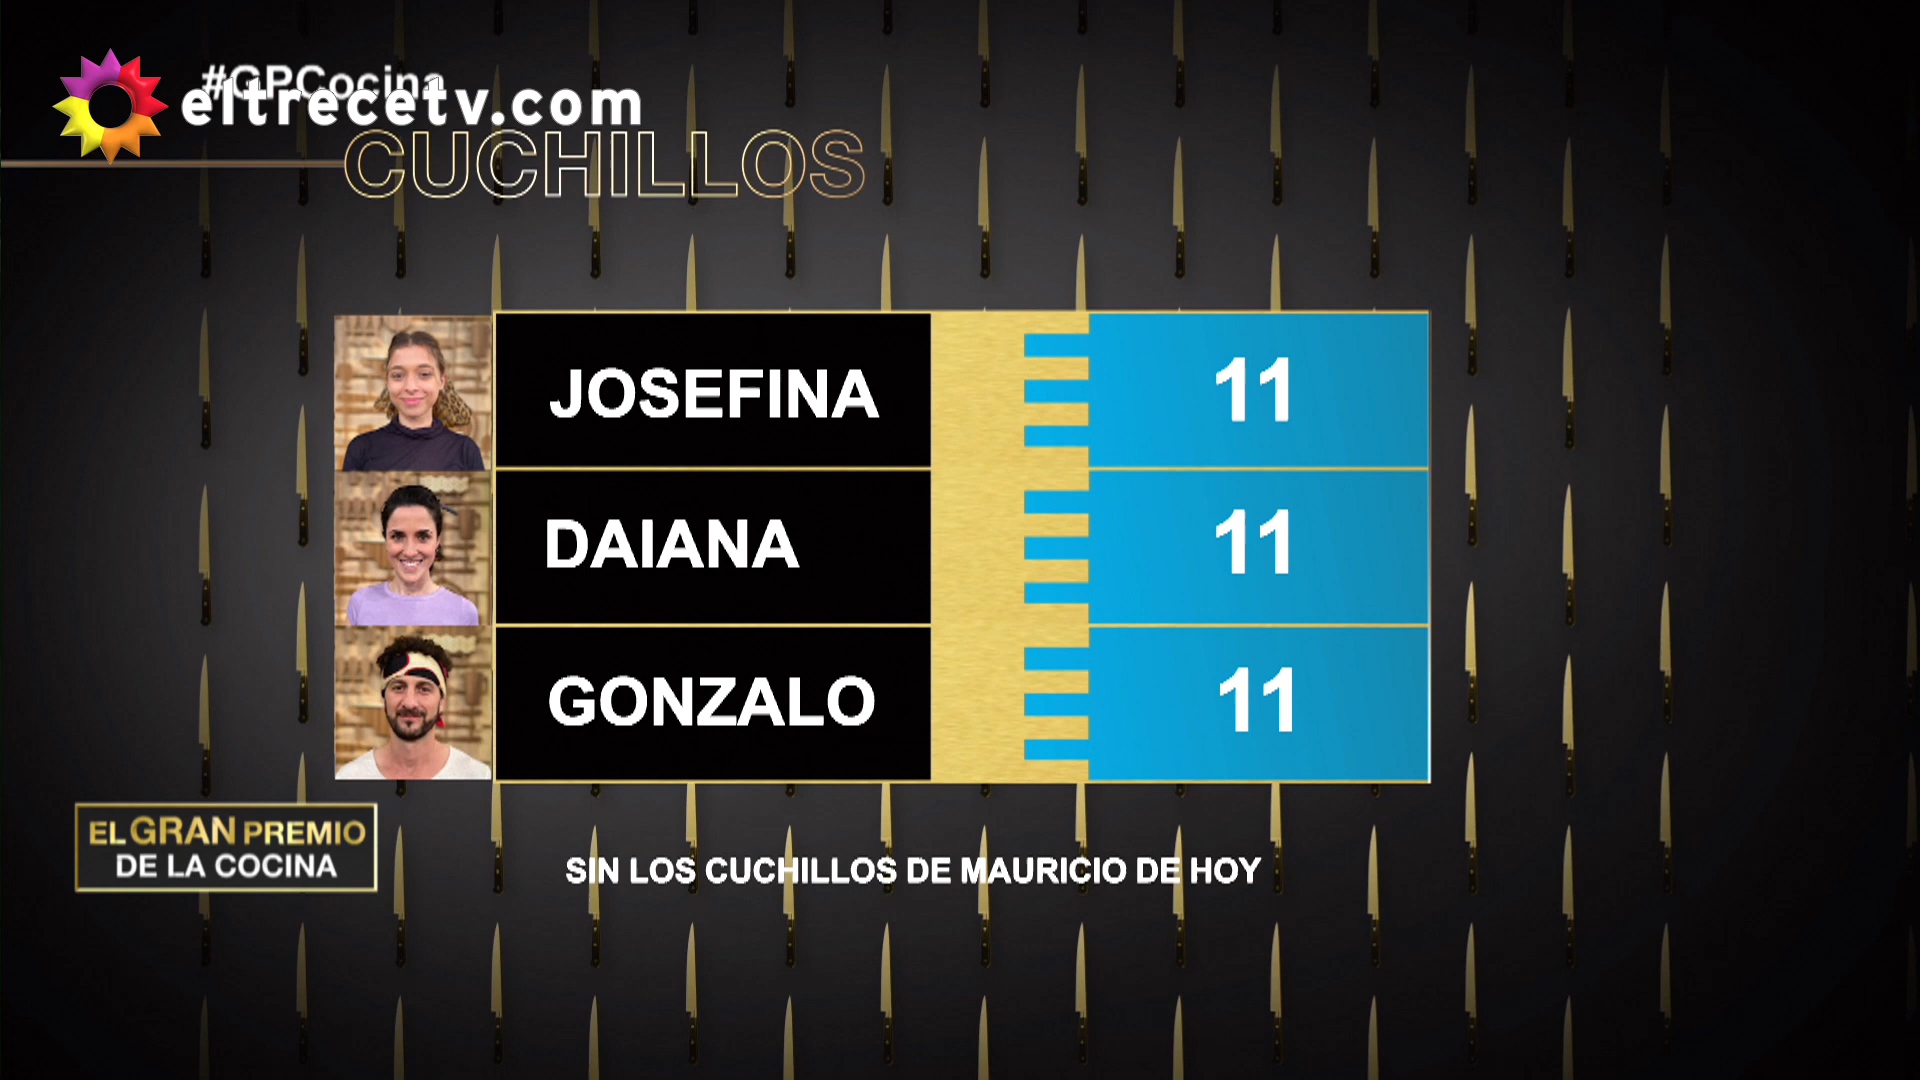 #GPCocina
eltrecetv.com
CUCHILLOS
JOSEFINA 11
DAIANA 11
GONZALO 11
EL GRAN PREMIO
DE LA COCINA
SIN LOS CUCHILLOS DE MAURICIO DE HOY